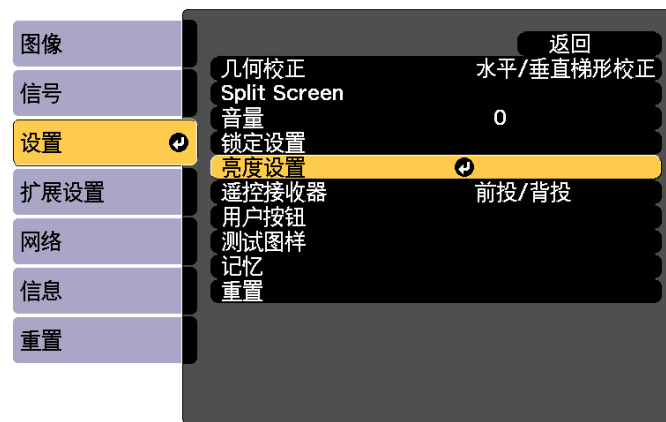 图像
信号
设置
扩展设置
网络
信息
重置
返回
几何校正 水平/垂直梯形校正
Split Screen
音量 0
锁定设置
亮度设置
遥控接收器 前投/背投
用户按钮
测试图样
记忆
重置